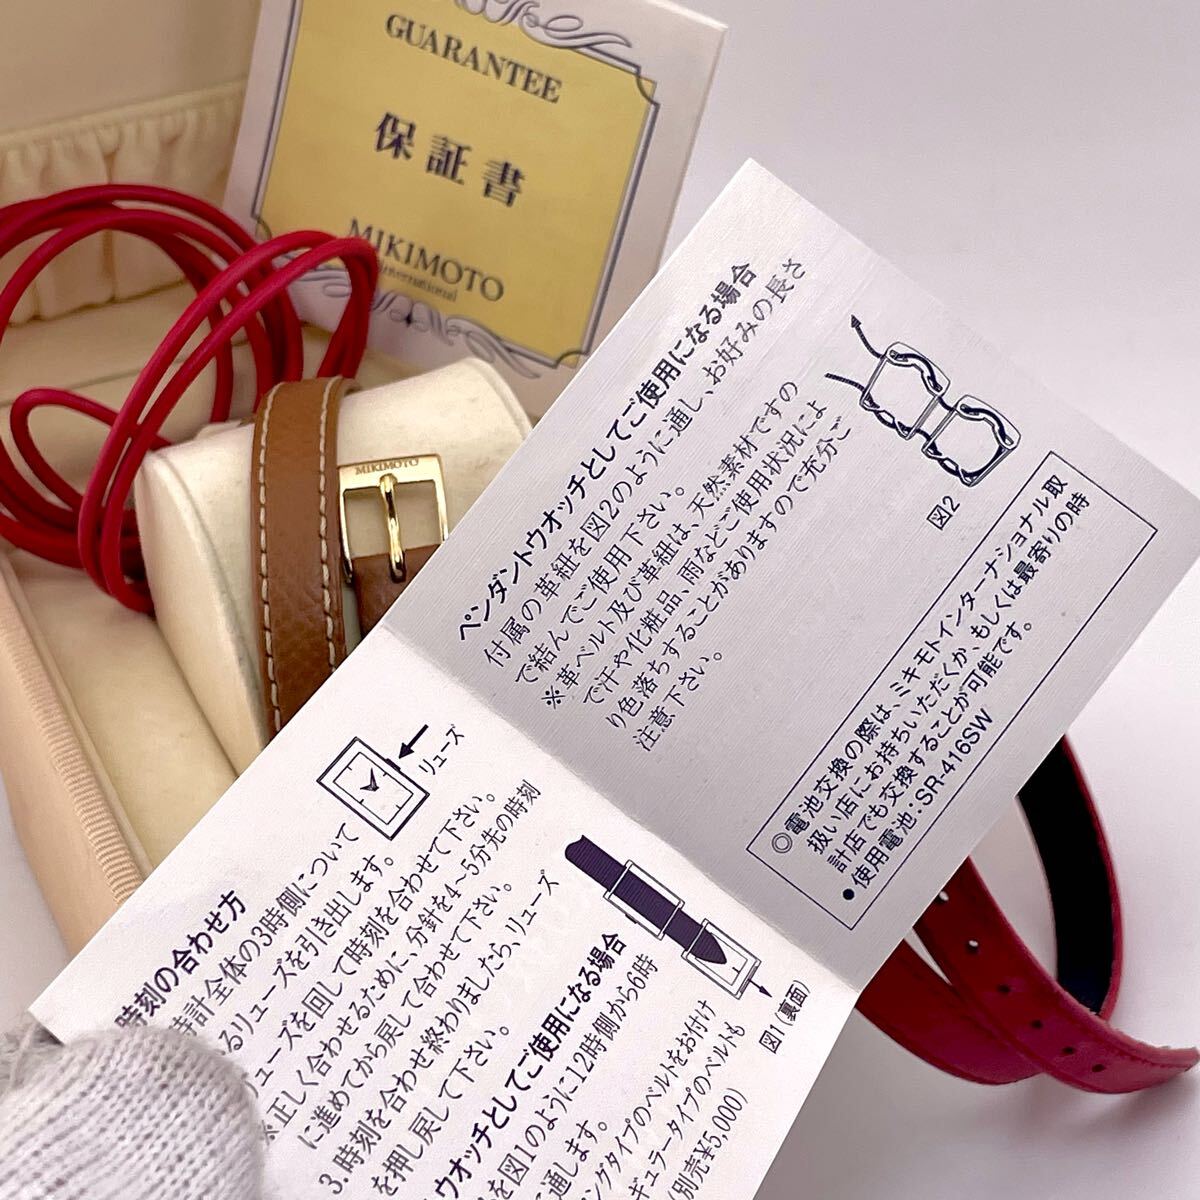 GUARANTEE
保証書
MIKIMOTO
International
MIKIMOTO
ペンダントウオッチとしてご使用になる場合
付属の革紐を図2のように通し、お好みの長さ
で結んでご使用下さい。
※革ベルト及び革紐は、天然素材ですの
で汗や化粧品、雨などご使用状況によ
り色落ちすることがありますので充分ご
注意下さい。
図2
◎電池交換の際は、ミキモトインターナショナル取
扱い店にお持ちいただくか、もしくは最寄りの時
計店でも交換することが可能です。
●使用電池：SR-416SW
時刻の合わせ方
時計全体の3時側について
るリューズを引き出します。
ューズを回して時刻を合わせて下さい。
※正しく合わせるために、分針を4~5分先の時刻
に進めてから戻して合わせて下さい。
3.時刻を合わせ終わりましたら、リューズ
を押し戻して下さい。
リューズ
ウオッチとしてご使用になる場合
を図1のように12時側から6時
通します。
ングタイプのベルトをお付け
ギュラータイプのベルトも
(別売¥5,000)
図1(裏面)